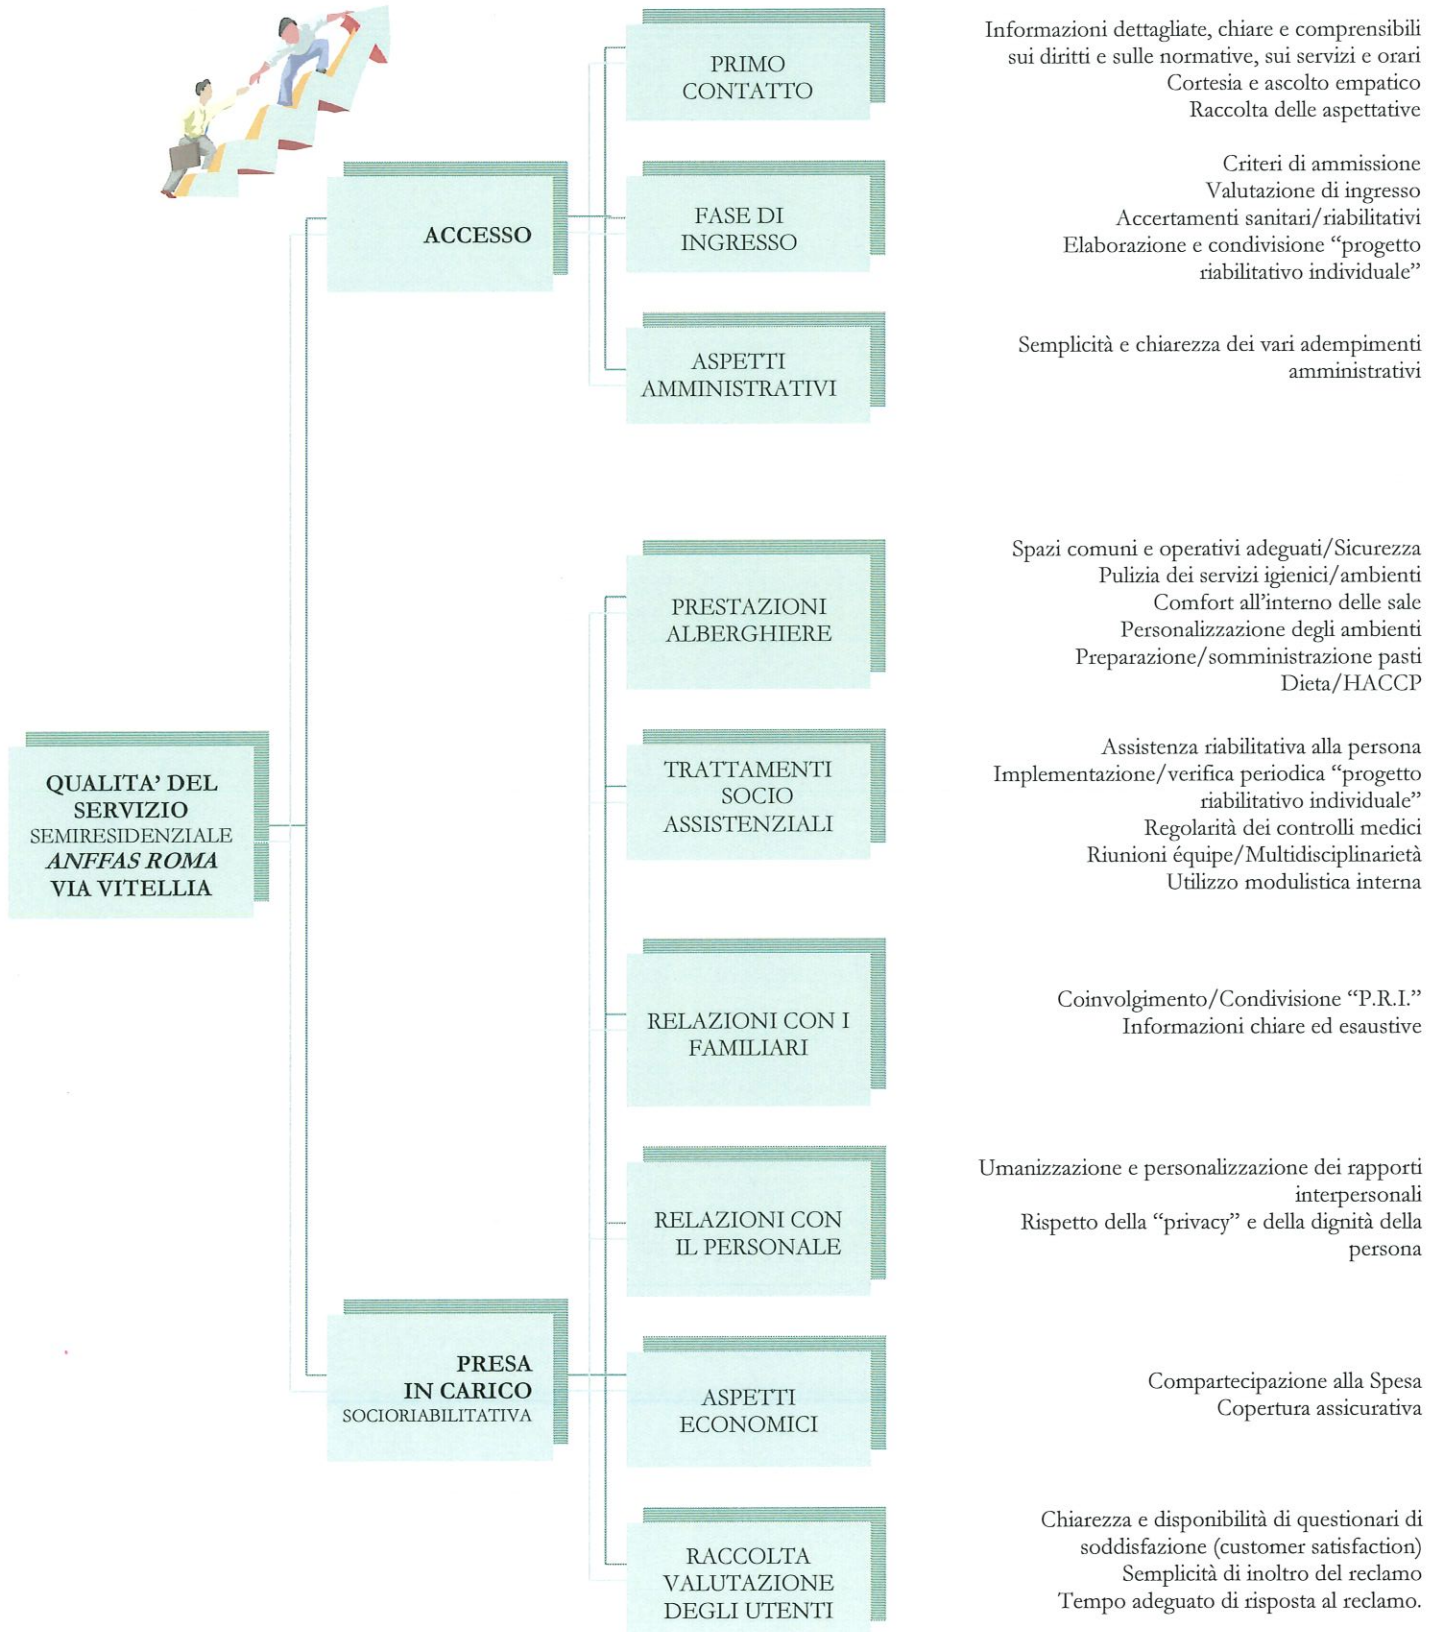 PRIMO
CONTATTO
Informazioni dettagliate, chiare e comprensibili
sui diritti e sulle normative, sui servizi e orari
Cortesia e ascolto empatico
Raccolta delle aspettative
ACCESSO
FASE DI
INGRESSO
Criteri di ammissione
Valutazione di ingresso
Accertamenti sanitari/riabilitativi
Elaborazione e condivisione “progetto
riabilitativo individuale”
ASPETTI
AMMINISTRATIVI
Semplicità e chiarezza dei vari adempimenti
amministrativi
PRESTAZIONI
ALBERGHIERE
Spazi comuni e operativi adeguati/Sicurezza
Pulizia dei servizi igienici/ambienti
Comfort all’interno delle sale
Personalizzazione degli ambienti
Preparazione/somministrazione pasti
Dieta/HACCP
QUALITA’ DEL
SERVIZIO
SEMIRESIDENZIALE
ANFFAS ROMA
VIA VITELLIA
TRATTAMENTI
SOCIO
ASSISTENZIALI
Assistenza riabilitativa alla persona
Implementazione/verifica periodica “progetto
riabilitativo individuale”
Regolarità dei controlli medici
Riunioni équipe/Multidisciplinarietà
Utilizzo modulistica interna
RELAZIONI CON I
FAMILIARI
Coinvolgimento/Condivisione “P.R.I.”
Informazioni chiare ed esaustive
RELAZIONI CON
IL PERSONALE
Umanizzazione e personalizzazione dei rapporti
interpersonali
Rispetto della “privacy” e della dignità della
persona
PRESA
IN CARICO
SOCIORIABILITATIVA
ASPETTI
ECONOMICI
Compartecipazione alla Spesa
Copertura assicurativa
RACCOLTA
VALUTAZIONE
DEGLI UTENTI
Chiarezza e disponibilità di questionari di
soddisfazione (customer satisfaction)
Semplicità di inoltro del reclamo
Tempo adeguato di risposta al reclamo.